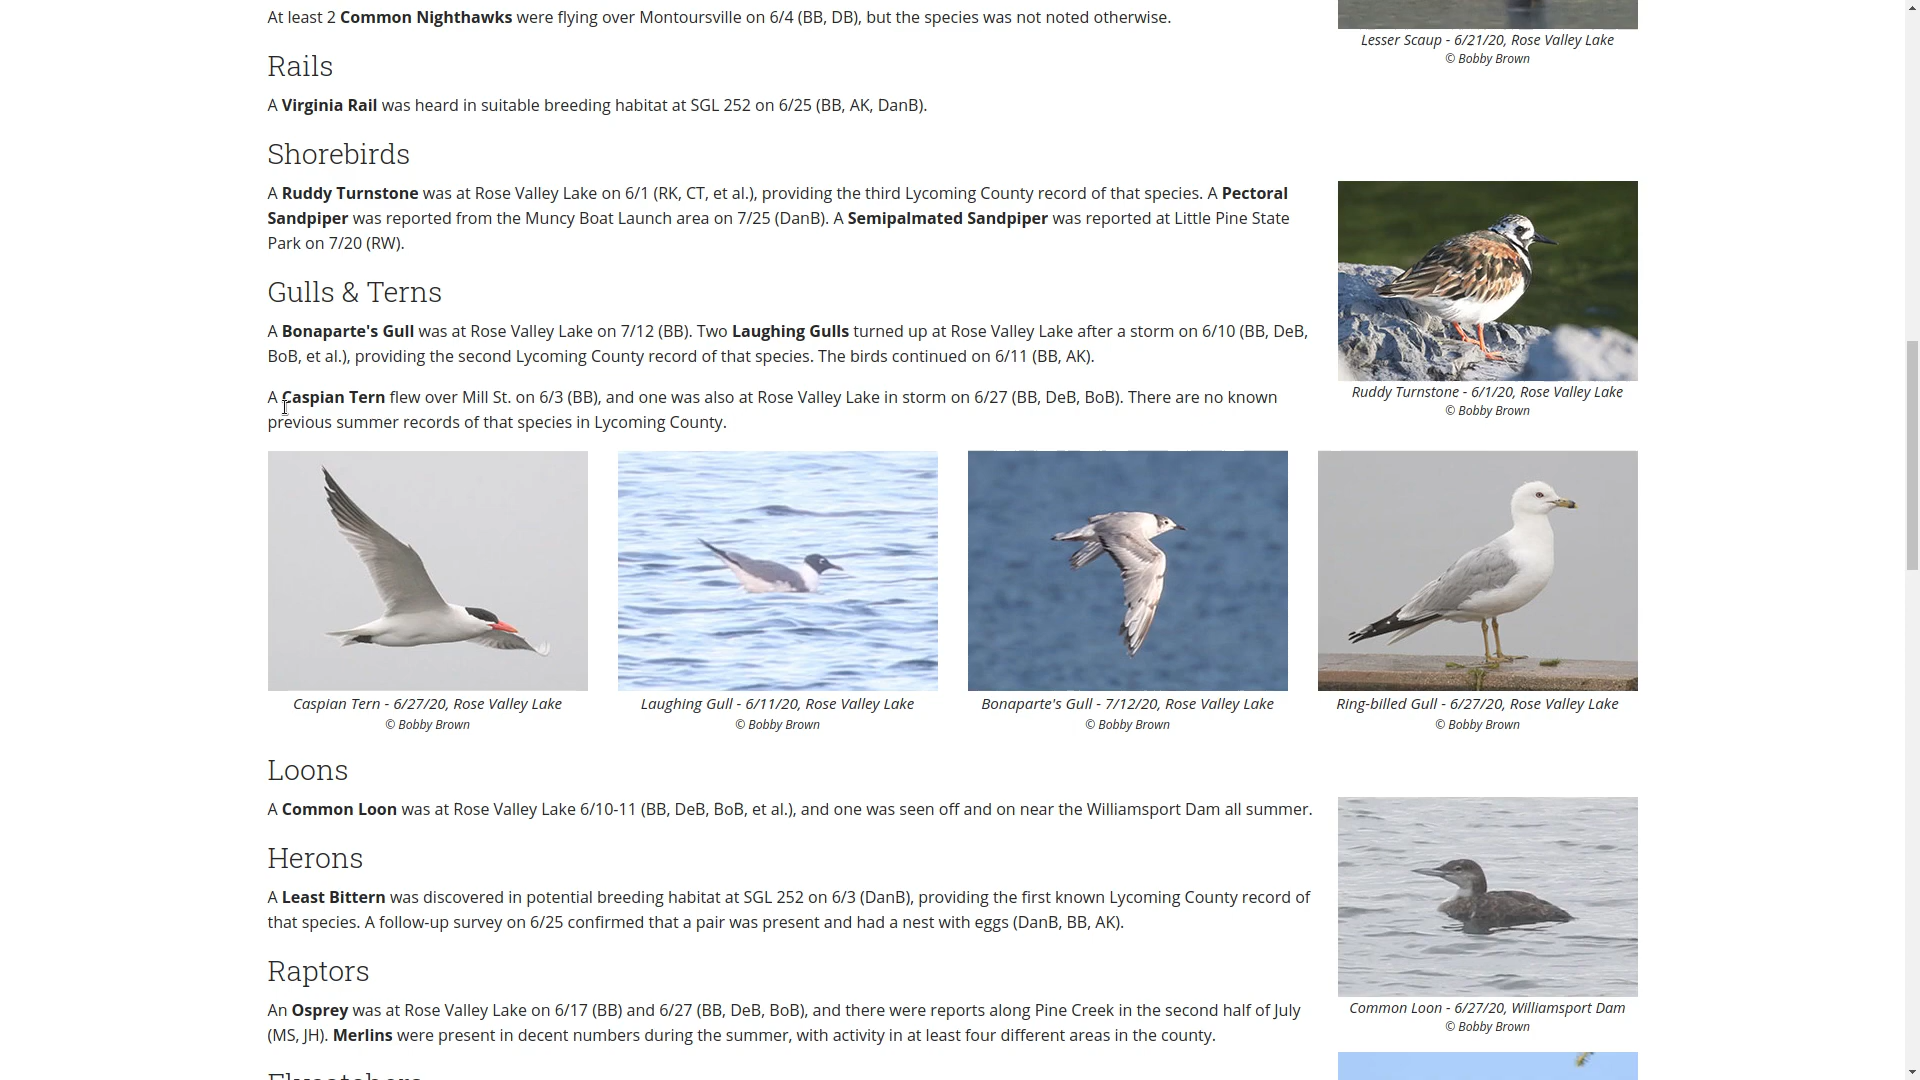 At least 2 Common Nighthawks were flying over Montoursville on 6/4 (BB, DB), but the species was not noted otherwise.
Lesser Scaup - 6/21/20, Rose Valley Lake
© Bobby Brown
Rails
A Virginia Rail was heard in suitable breeding habitat at SGL 252 on 6/25 (BB, AK, DanB).
Shorebirds
A Ruddy Turnstone was at Rose Valley Lake on 6/1 (RK, CT, et al.), providing the third Lycoming County record of that species. A Pectoral
Sandpiper was reported from the Muncy Boat Launch area on 7/25 (DanB). A Semipalmated Sandpiper was reported at Little Pine State
Park on 7/20 (RW).
Gulls & Terns
A Bonaparte's Gull was at Rose Valley Lake on 7/12 (BB). Two Laughing Gulls turned up at Rose Valley Lake after a storm on 6/10 (BB, DeB,
BoB, et al.), providing the second Lycoming County record of that species. The birds continued on 6/11 (BB, AK).
A Caspian Tern flew over Mill St. on 6/3 (BB), and one was also at Rose Valley Lake in storm on 6/27 (BB, DeB, BoB). There are no known
previous summer records of that species in Lycoming County.
Ruddy Turnstone - 6/1/20, Rose Valley Lake
© Bobby Brown
Caspian Tern - 6/27/20, Rose Valley Lake
© Bobby Brown
Laughing Gull - 6/11/20, Rose Valley Lake
© Bobby Brown
Bonaparte's Gull - 7/12/20, Rose Valley Lake
© Bobby Brown
Ring-billed Gull - 6/27/20, Rose Valley Lake
© Bobby Brown
Loons
A Common Loon was at Rose Valley Lake 6/10-11 (BB, DeB, BoB, et al.), and one was seen off and on near the Williamsport Dam all summer.
Herons
A Least Bittern was discovered in potential breeding habitat at SGL 252 on 6/3 (DanB), providing the first known Lycoming County record of
that species. A follow-up survey on 6/25 confirmed that a pair was present and had a nest with eggs (DanB, BB, AK).
Raptors
An Osprey was at Rose Valley Lake on 6/17 (BB) and 6/27 (BB, DeB, BoB), and there were reports along Pine Creek in the second half of July
(MS, JH). Merlins were present in decent numbers during the summer, with activity in at least four different areas in the county.
Common Loon - 6/27/20, Williamsport Dam
© Bobby Brown